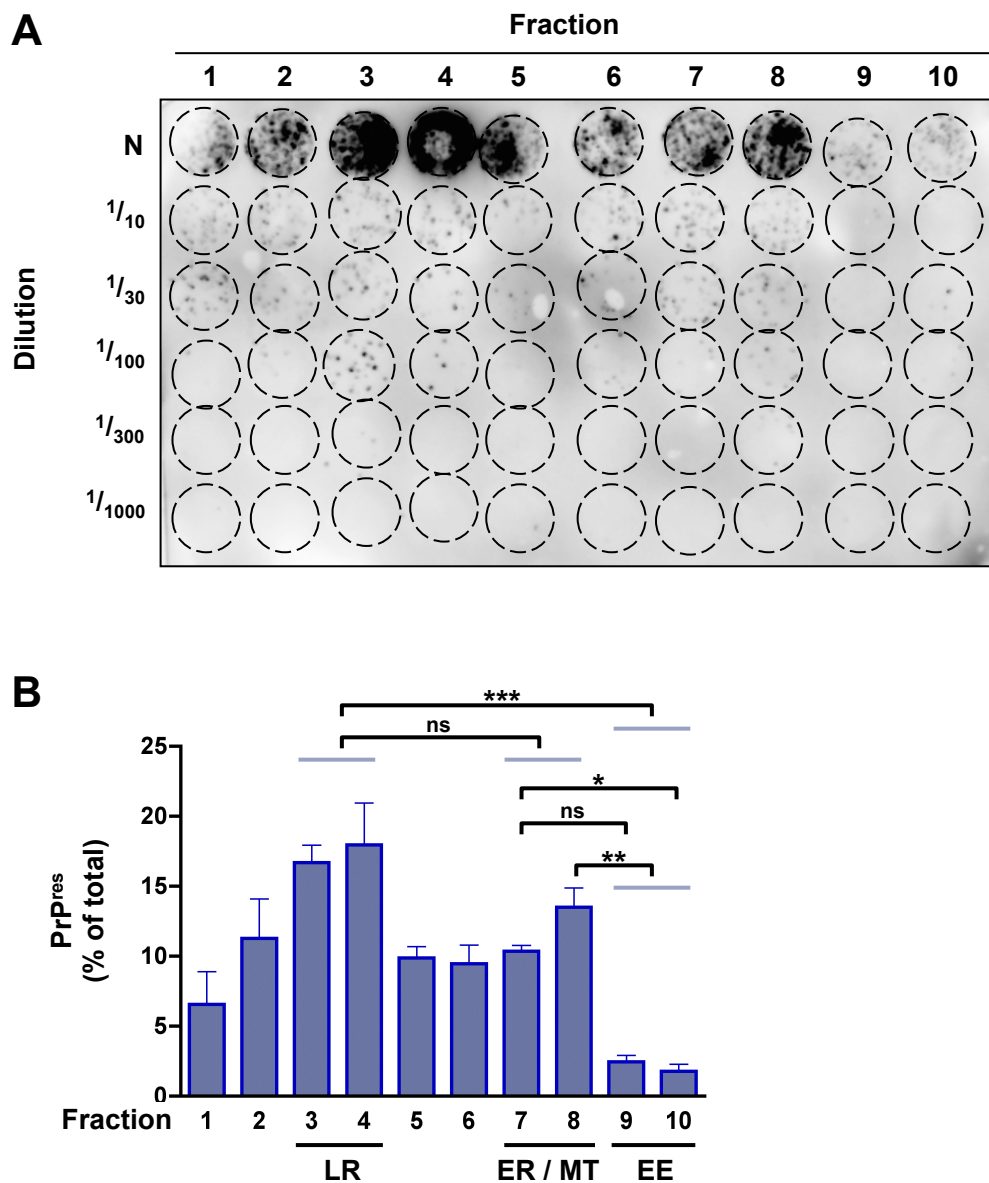 A
Fraction
1 2 3 4 5 6 7 8 9 10
Dilution
N
1/10
1/30
1/100
1/300
1/1000
B
***
ns
*
ns
**
PrPres
(% of total)
25
20
15
10
5
0
Fraction 1 2 3 4 5 6 7 8 9 10
LR ER / MT EE